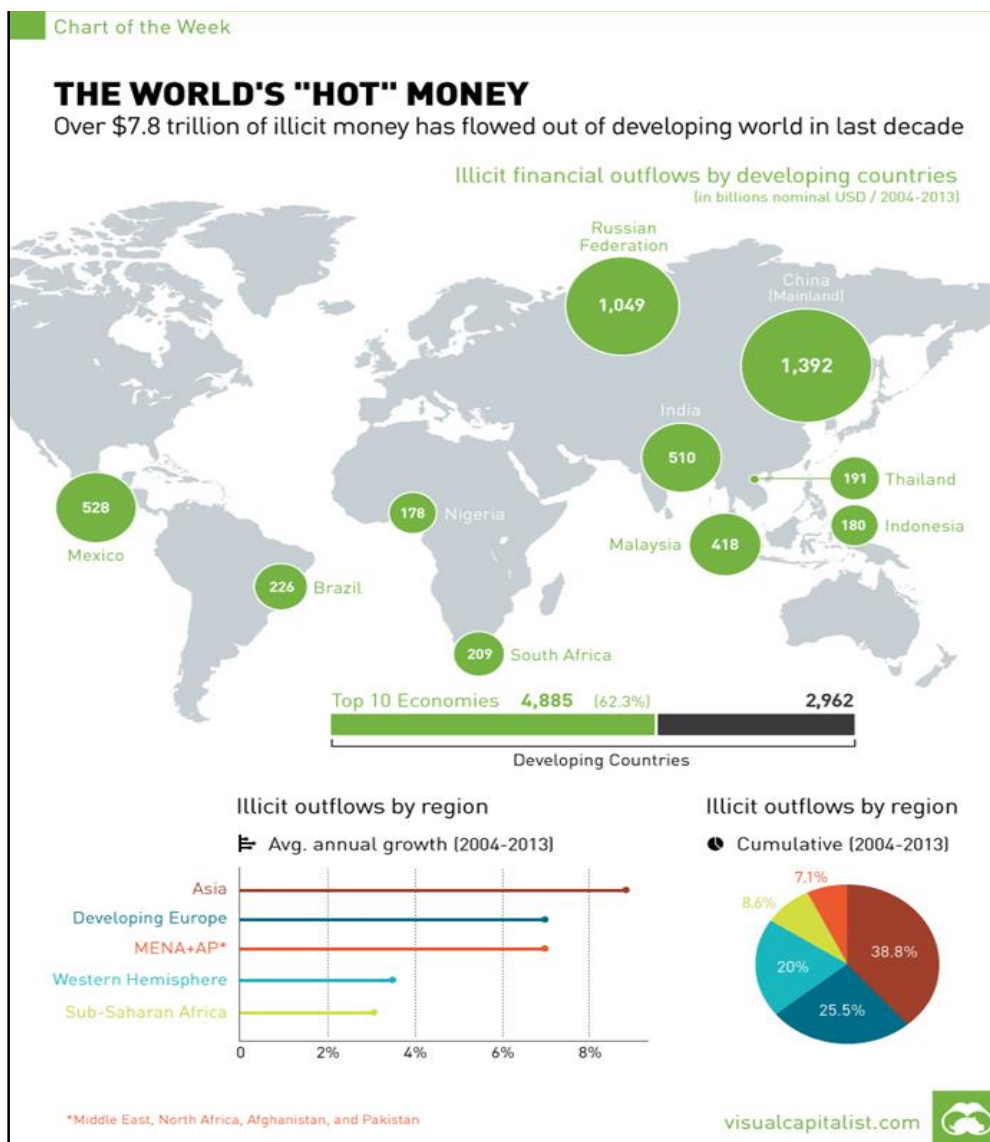 Chart of the Week
THE WORLD'S "HOT" MONEY
Over $7.8 trillion of illicit money has flowed out of developing world in last decade
Illicit financial outflows by developing countries
(in billions nominal USD / 2004-2013)
Russian
Federation
1,049
China
(Mainland)
1,392
India
510
191 Thailand
528
Mexico
178 Nigeria
Malaysia 418
180 Indonesia
226 Brazil
209 South Africa
Top 10 Economies 4,885 (62.3%) 2,962
Developing Countries
Illicit outflows by region
Avg. annual growth (2004-2013)
Asia
Developing Europe
MENA+AP*
Western Hemisphere
Sub-Saharan Africa
0 2% 4% 6% 8%
Illicit outflows by region
Cumulative (2004-2013)
7.1%
8.6%
38.8%
20%
25.5%
*Middle East, North Africa, Afghanistan, and Pakistan
visualcapitalist.com